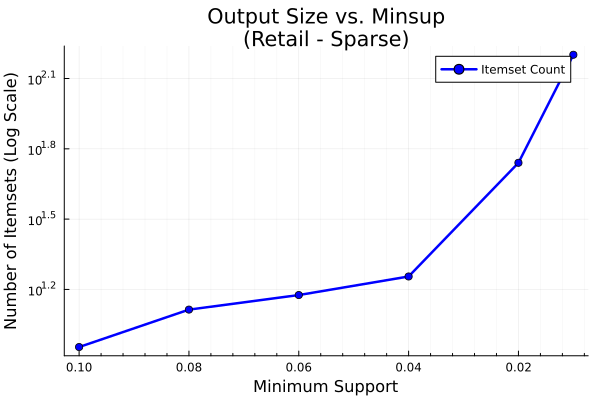 Output Size vs. Minsup
(Retail - Sparse)
Itemset Count
Number of Itemsets (Log Scale)
10^2.1
10^1.8
10^1.5
10^1.2
0.10 0.08 0.06 0.04 0.02
Minimum Support